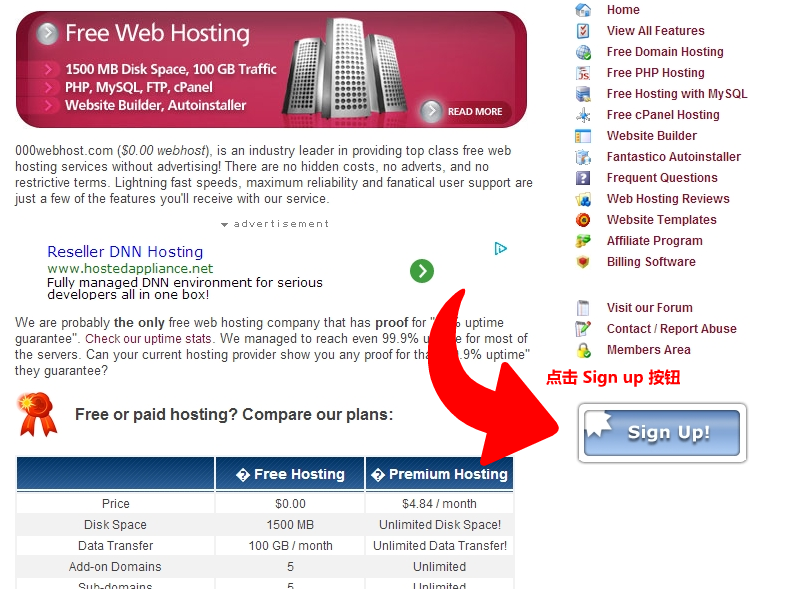 Free Web Hosting
1500 MB Disk Space, 100 GB Traffic
PHP, MySQL, FTP, cPanel
Website Builder, Autoinstaller
READ MORE
000webhost.com ($0.00 webhost), is an industry leader in providing top class free web
hosting services without advertising! There are no hidden costs, no adverts, and no
restrictive terms. Lightning fast speeds, maximum reliability and fanatical user support are
just a few of the features you'll receive with our service.
advertisement
Reseller DNN Hosting
www.hostedappliance.net
Fully managed DNN environment for serious
developers all in one box!
We are probably the only free web hosting company that has proof for " % uptime
guarantee". Check our uptime stats. We managed to reach even 99.9% for most of
the servers. Can your current hosting provider show you any proof for .9% uptime"
they guarantee?
Free or paid hosting? Compare our plans:
� Free Hosting � Premium Hosting
Price $0.00 $4.84 / month
Disk Space 1500 MB Unlimited Disk Space!
Data Transfer 100 GB / month Unlimited Data Transfer!
Add-on Domains 5 Unlimited
Sub-domains 5 Unlimited
Home
View All Features
Free Domain Hosting
Free PHP Hosting
Free Hosting with MySQL
Free cPanel Hosting
Website Builder
Fantastico Autoinstaller
Frequent Questions
Web Hosting Reviews
Website Templates
Affiliate Program
Billing Software
Visit our Forum
Contact / Report Abuse
Members Area
点击 Sign up 按钮
Sign Up!